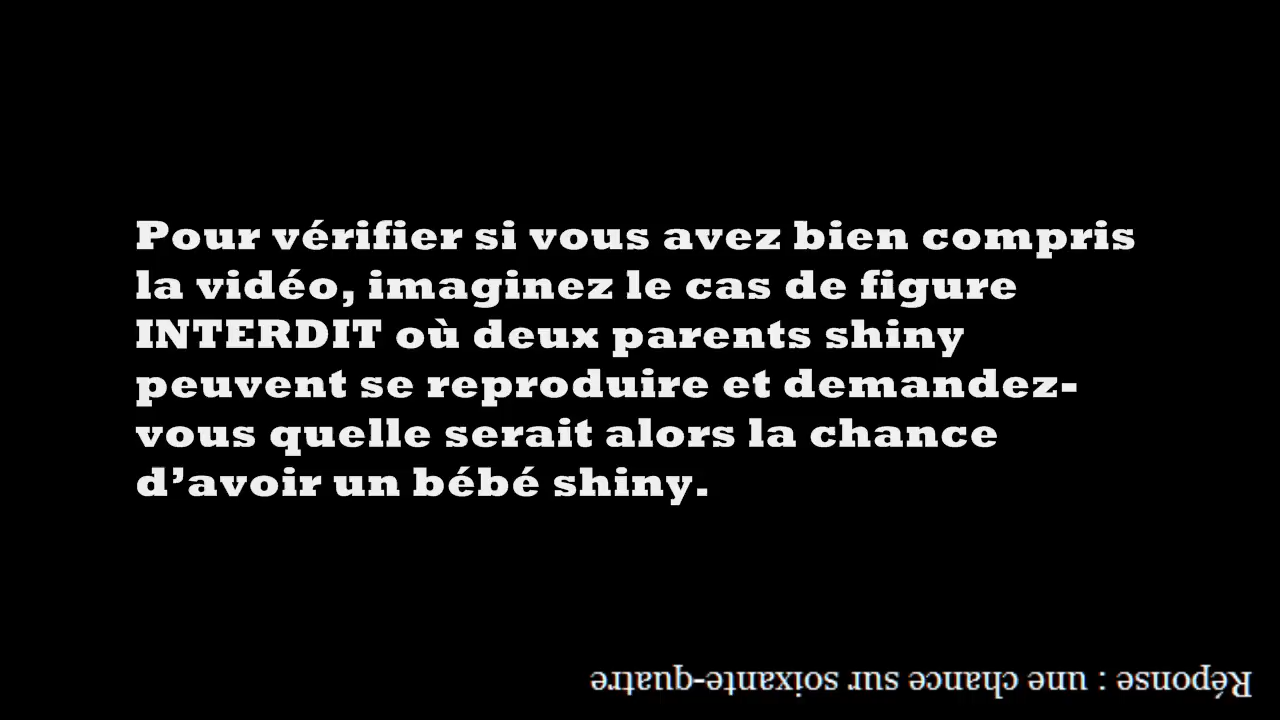 Pour vérifier si vous avez bien compris
la vidéo, imaginez le cas de figure
INTERDIT où deux parents shiny
peuvent se reproduire et demandez-
vous quelle serait alors la chance
d’avoir un bébé shiny.
Réponse : une chance sur soixante-quatre